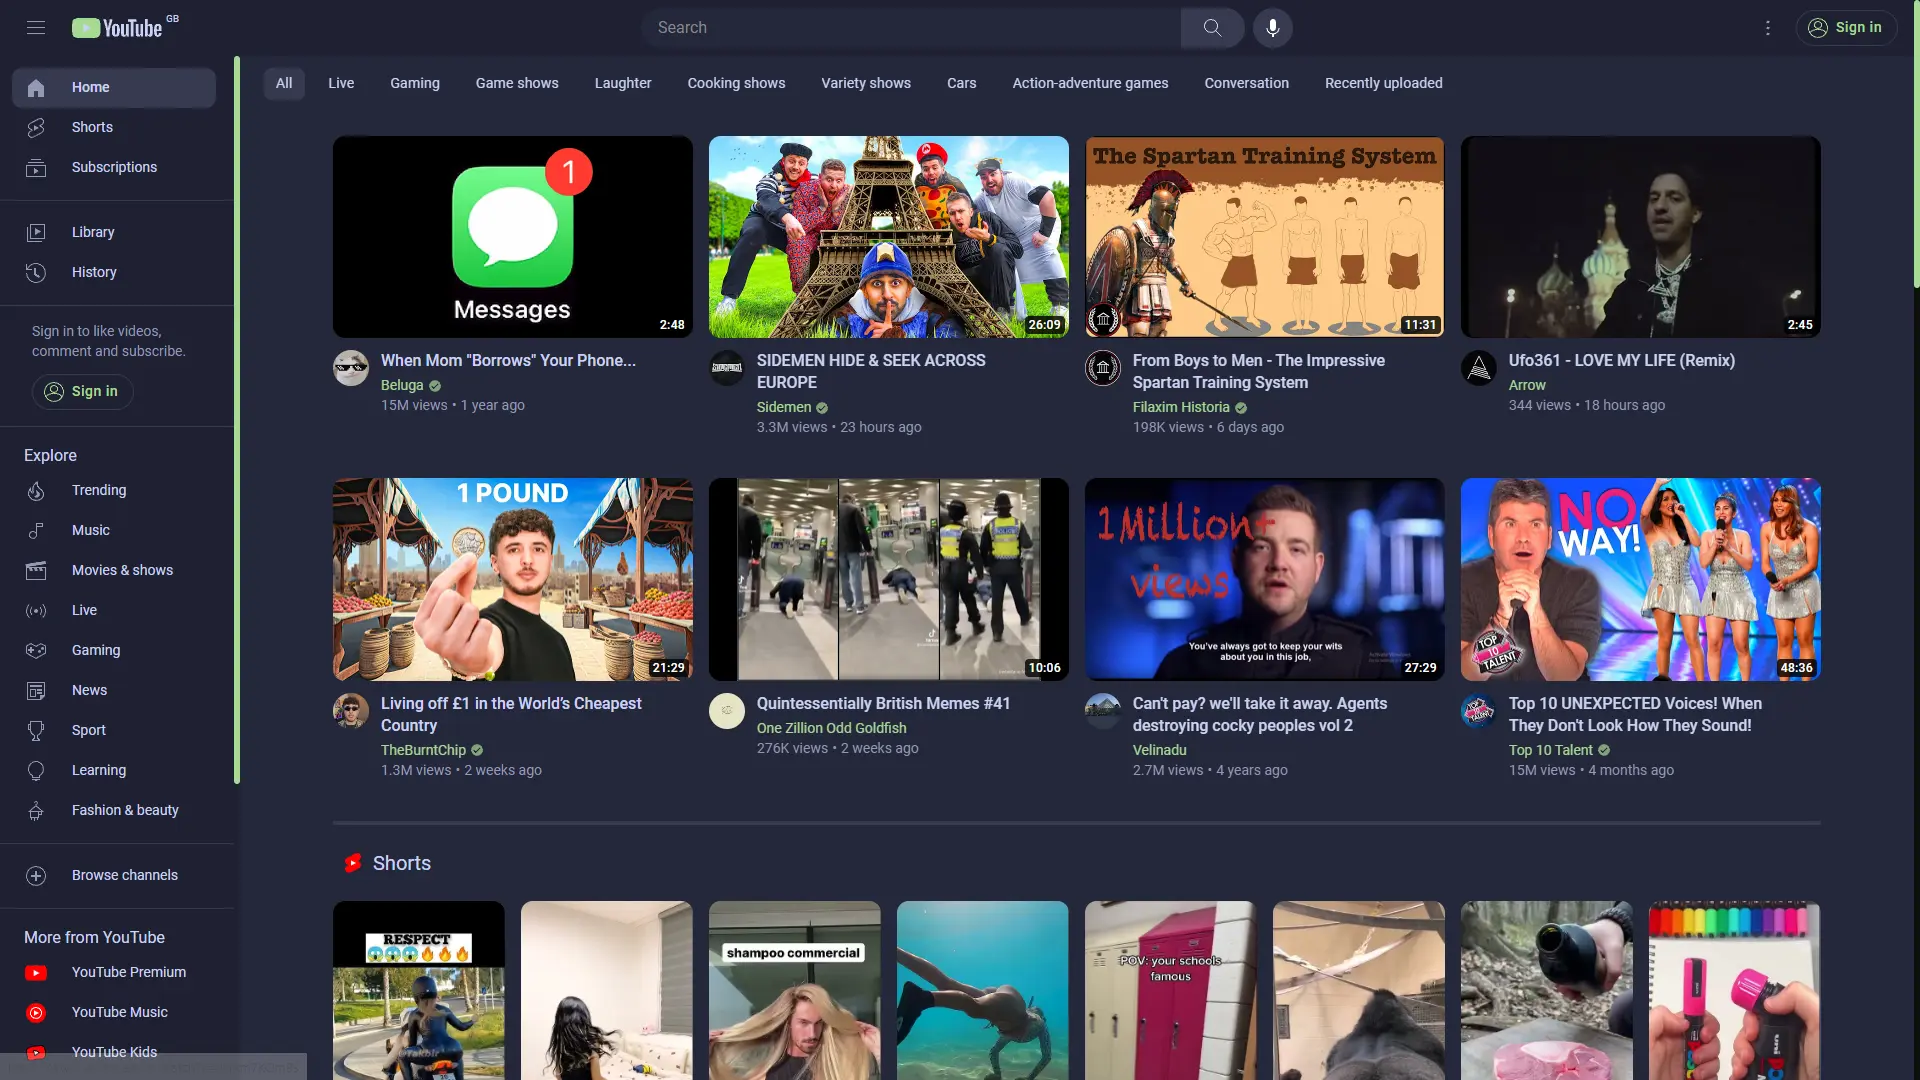 YouTube GB
Search
Sign in
Home
Shorts
Subscriptions
Library
History
Sign in to like videos,
comment and subscribe.
Sign in
Explore
Trending
Music
Movies & shows
Live
Gaming
News
Sport
Learning
Fashion & beauty
Browse channels
More from YouTube
YouTube Premium
YouTube Music
YouTube Kids
All
Live
Gaming
Game shows
Laughter
Cooking shows
Variety shows
Cars
Action-adventure games
Conversation
Recently uploaded
1
Messages
2:48
When Mom "Borrows" Your Phone...
Beluga
15M views • 1 year ago
26:09
SIDEMEN HIDE & SEEK ACROSS
EUROPE
Sidemen
3.3M views • 23 hours ago
The Spartan Training System
11:31
From Boys to Men - The Impressive
Spartan Training System
Filaxim Historia
198K views • 6 days ago
2:45
Ufo361 - LOVE MY LIFE (Remix)
Arrow
344 views • 18 hours ago
1 POUND
21:29
Living off £1 in the World’s Cheapest
Country
TheBurntChip
1.3M views • 2 weeks ago
10:06
Quintessentially British Memes #41
One Zillion Odd Goldfish
276K views • 2 weeks ago
1 Million+
views
You've always got to keep your wits
about you in this job,
27:29
Can't pay? we'll take it away. Agents
destroying cocky peoples vol 2
Velinadu
2.7M views • 4 years ago
NO
WAY!
TOP
10
TALENT
48:36
Top 10 UNEXPECTED Voices! When
They Don't Look How They Sound!
Top 10 Talent
15M views • 4 months ago
Shorts
RESPECT
shampoo commercial
POV: your schools
famous